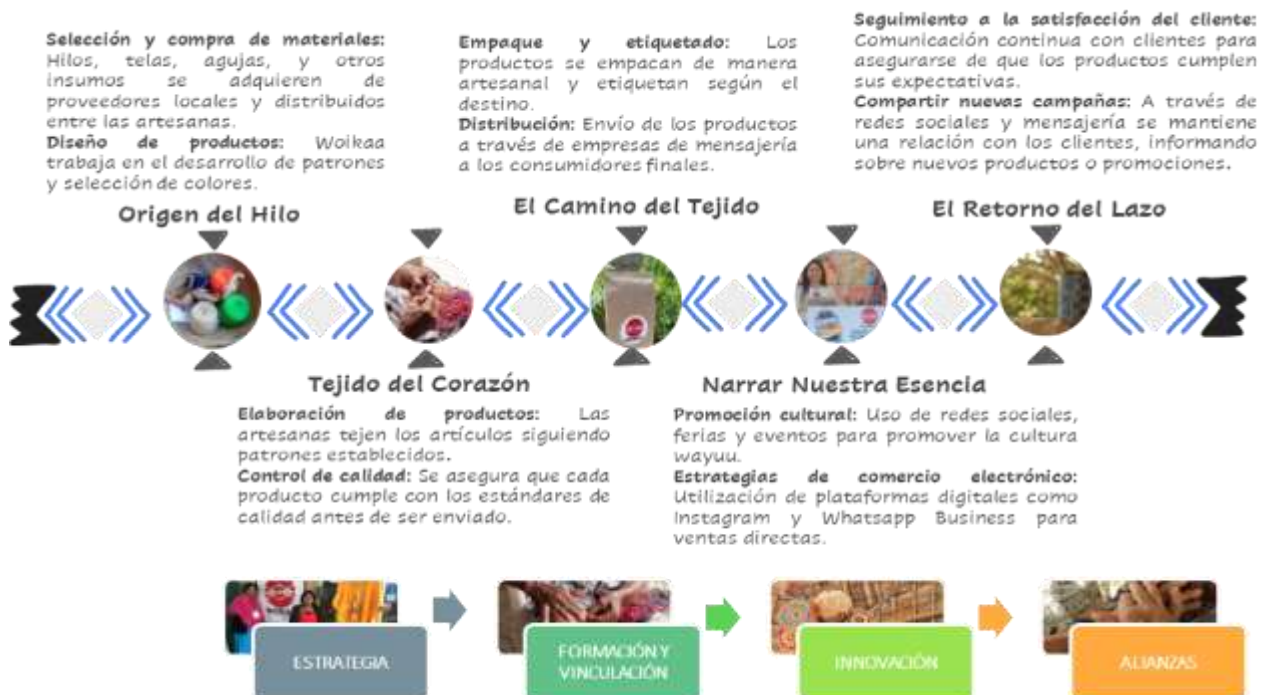 Selección y compra de materiales:
Hilos, telas, agujas, y otros
insumos se adquieren de
proveedores locales y distribuidos
entre las artesanas.
Diseño de productos: Woikaa
trabaja en el desarrollo de patrones
y selección de colores.
Origen del Hilo
Empaque y etiquetado: Los
productos se empacan de manera
artesanal y etiquetan según el
destino.
Distribución: Envío de los productos
a través de empresas de mensajería
a los consumidores finales.
El Camino del Tejido
Seguimiento a la satisfacción del cliente:
Comunicación continua con clientes para
asegurarse de que los productos cumplen
sus expectativas.
Compartir nuevas campañas: A través de
redes sociales y mensajería se mantiene
una relación con los clientes, informando
sobre nuevos productos o promociones.
El Retorno del Lazo
Tejido del Corazón
Elaboración de productos: Las
artesanas tejen los artículos siguiendo
patrones establecidos.
Control de calidad: Se asegura que cada
producto cumple con los estándares de
calidad antes de ser enviado.
Narrar Nuestra Esencia
Promoción cultural: Uso de redes sociales,
ferias y eventos para promover la cultura
wayuu.
Estrategias de comercio electrónico:
Utilización de plataformas digitales como
Instagram y Whatsapp Business para
ventas directas.
ESTRATEGIA
FORMACIÓN Y
VINCULACIÓN
INNOVACIÓN
ALIANZAS